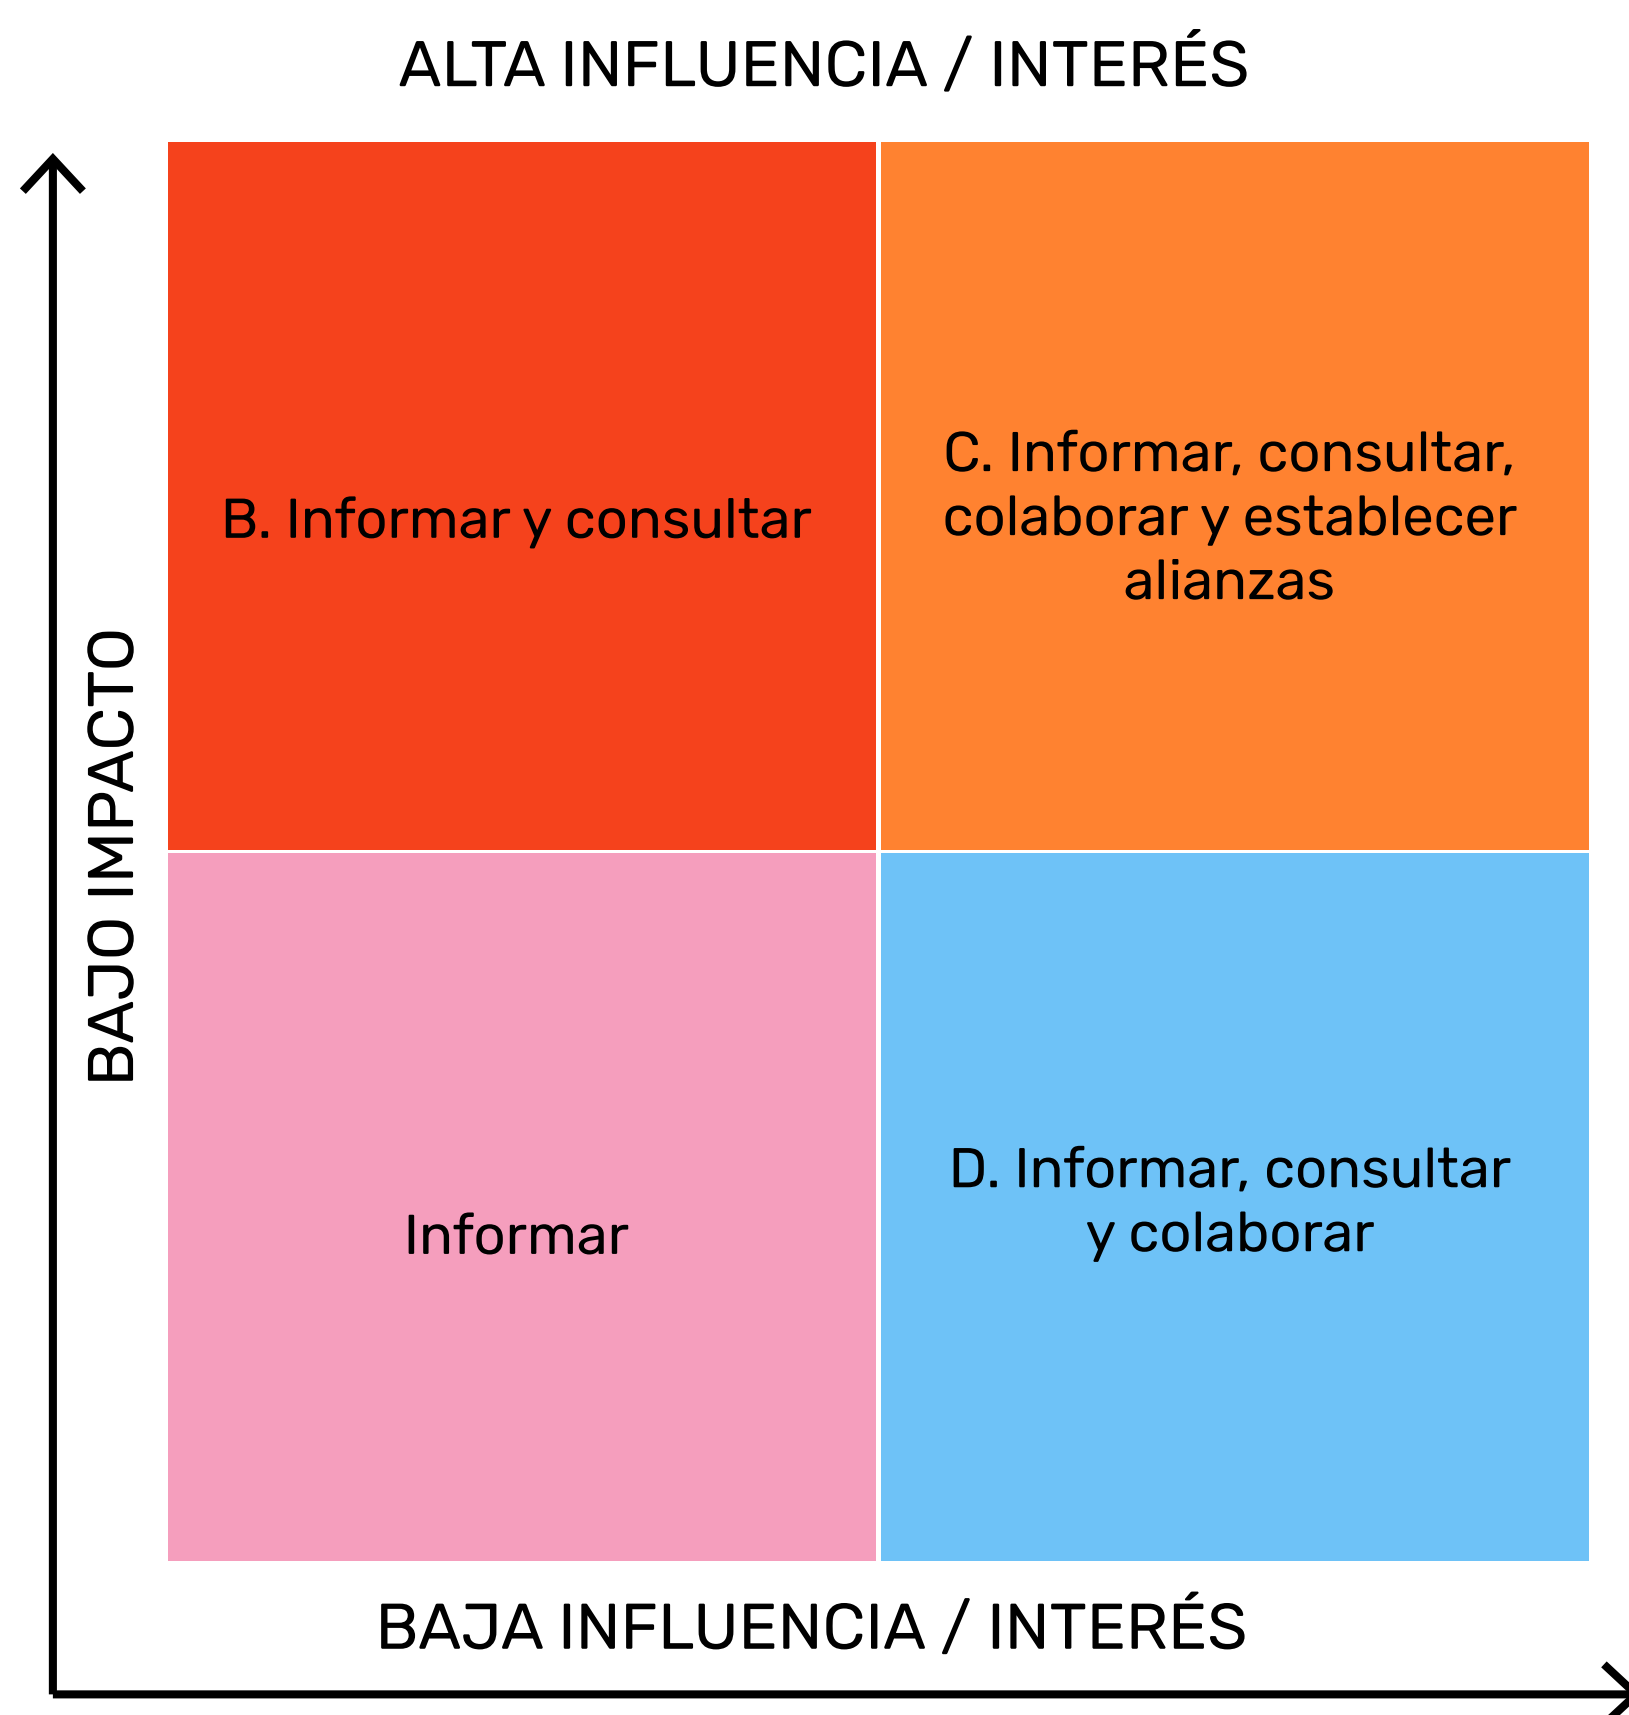 ALTA INFLUENCIA / INTERÉS
B. Informar y consultar
C. Informar, consultar,
colaborar y establecer
alianzas
BAJO IMPACTO
Informar
D. Informar, consultar
y colaborar
BAJA INFLUENCIA / INTERÉS